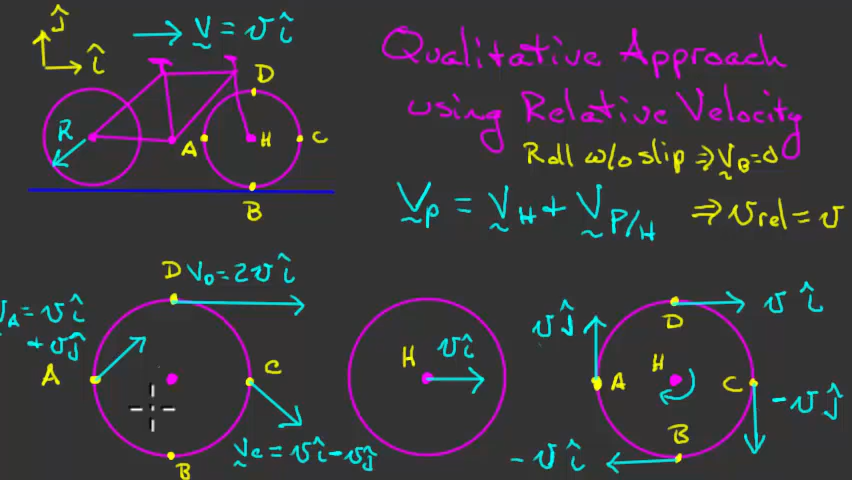 ĵ
î
V = v î
Qualitative Approach
using Relative Velocity
R
D
A
H
C
B
Roll w/o slip ⇒ V_B = 0
V_P = V_H + V_P/H ⇒ v_rel = v
D V_D = 2v î
V_A = v î
+ v ĵ
A
C
B
V_C = v î - v ĵ
H
v î
v ĵ
D
v î
A
H
C
- v ĵ
B
- v î